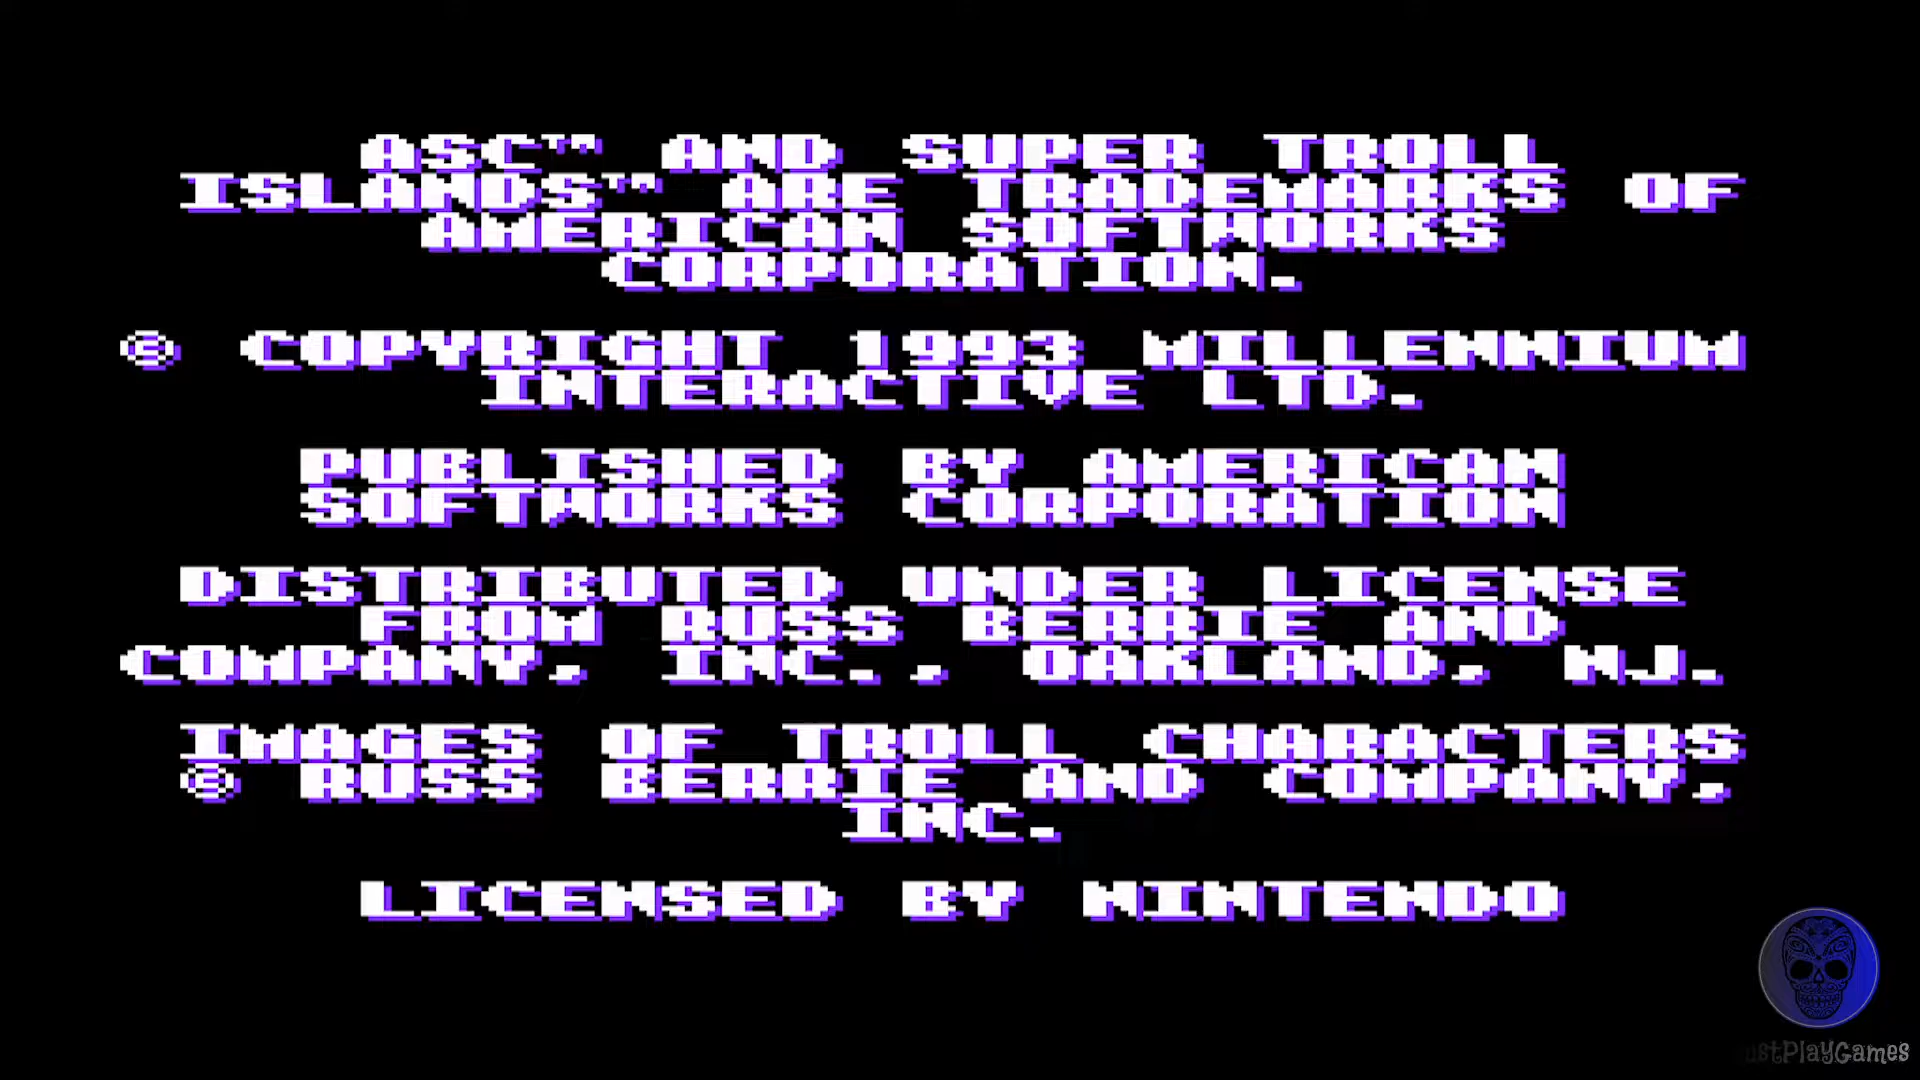 ASC™ AND SUPER TROLL
ISLANDS™ ARE TRADEMARKS OF
AMERICAN SOFTWORKS
CORPORATION.
© COPYRIGHT 1993 MILLENNIUM
INTERACTIVE LTD.
PUBLISHED BY AMERICAN
SOFTWORKS CORPORATION
DISTRIBUTED UNDER LICENSE
FROM RUSS BERRIE AND
COMPANY, INC., OAKLAND, NJ.
IMAGES OF TROLL CHARACTERS
© RUSS BERRIE AND COMPANY,
INC.
LICENSED BY NINTENDO